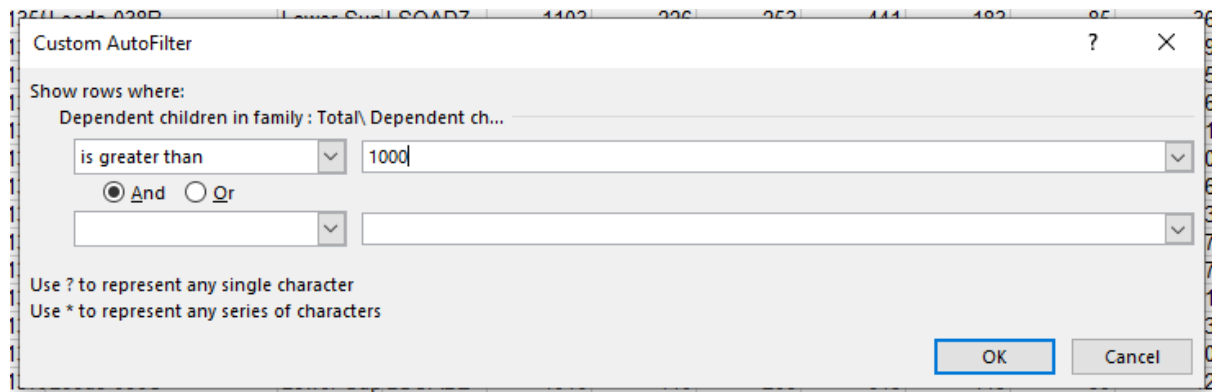 Custom AutoFilter ? ×
Show rows where:
Dependent children in family : Total\ Dependent ch...
is greater than 1000
And Or
Use ? to represent any single character
Use * to represent any series of characters
OK Cancel